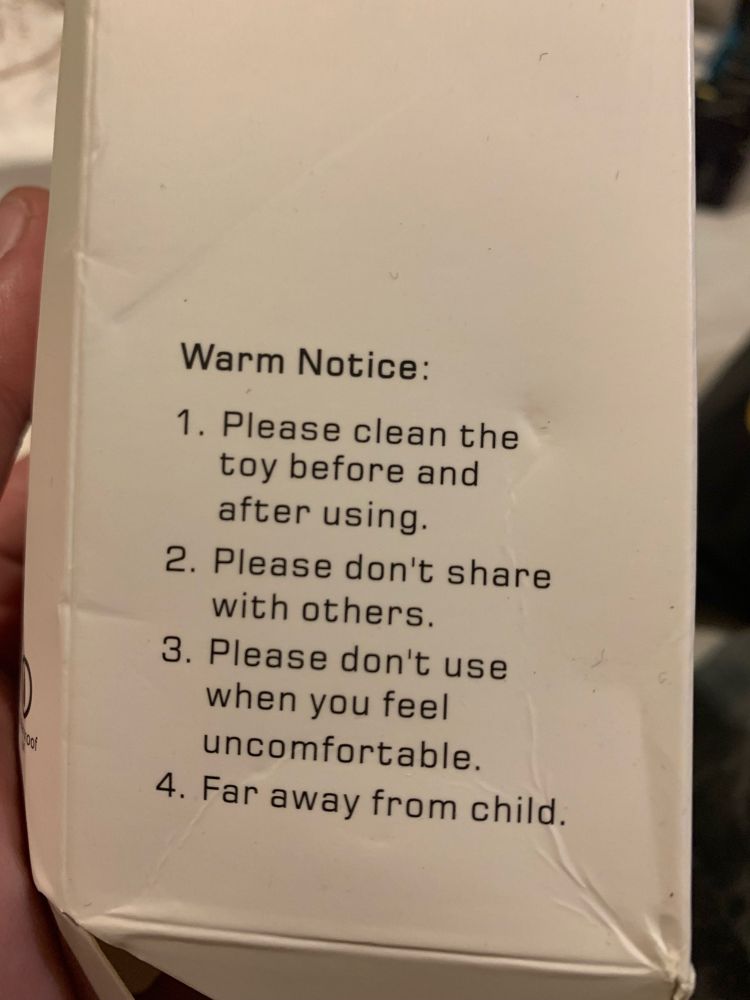 Warm Notice:
1. Please clean the
toy before and
after using.
2. Please don't share
with others.
3. Please don't use
when you feel
uncomfortable.
4. Far away from child.